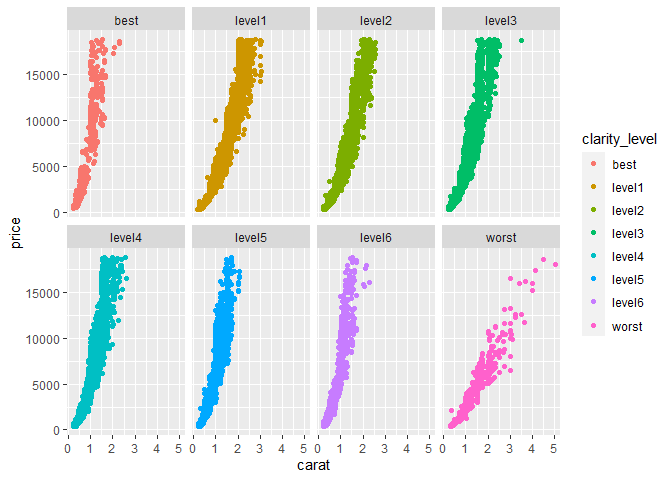 best level1 level2 level3
15000
10000
5000
0
price
level4 level5 level6 worst
15000
10000
5000
0
0 1 2 3 4 5 0 1 2 3 4 5 0 1 2 3 4 5 0 1 2 3 4 5
carat
clarity_level
best
level1
level2
level3
level4
level5
level6
worst